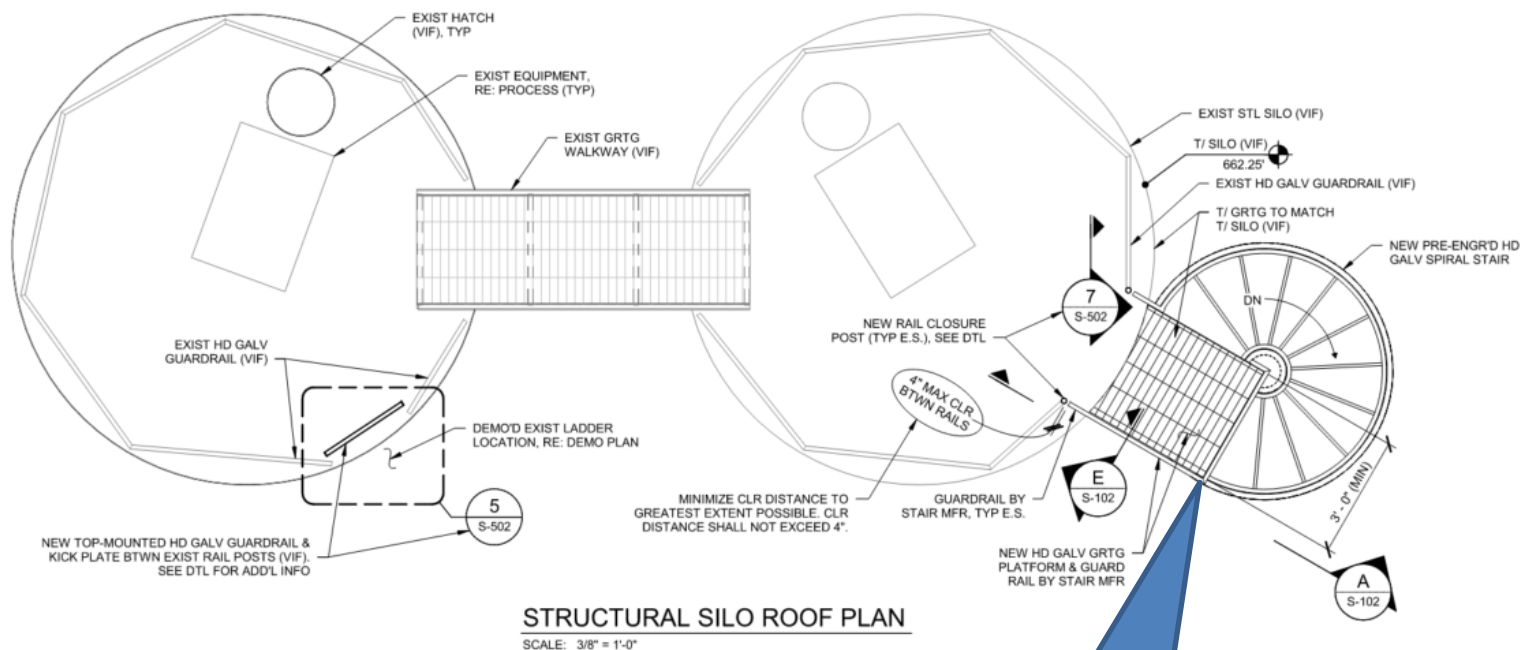 EXIST HATCH
(VIF), TYP
EXIST EQUIPMENT,
RE: PROCESS (TYP)
EXIST GRTG
WALKWAY (VIF)
EXIST STL SILO (VIF)
T/ SILO (VIF)
662.25'
EXIST HD GALV GUARDRAIL (VIF)
T/ GRTG TO MATCH
T/ SILO (VIF)
NEW PRE-ENGR'D HD
GALV SPIRAL STAIR
DN
7
S-502
NEW RAIL CLOSURE
POST (TYP E.S.), SEE DTL
EXIST HD GALV
GUARDRAIL (VIF)
4" MAX CLR
BTWN RAILS
DEMO'D EXIST LADDER
LOCATION, RE: DEMO PLAN
E
S-102
3' - 0" (MIN)
MINIMIZE CLR DISTANCE TO
GREATEST EXTENT POSSIBLE. CLR
DISTANCE SHALL NOT EXCEED 4".
GUARDRAIL BY
STAIR MFR, TYP E.S.
5
S-502
NEW TOP-MOUNTED HD GALV GUARDRAIL &
KICK PLATE BTWN EXIST RAIL POSTS (VIF).
SEE DTL FOR ADD'L INFO
NEW HD GALV GRTG
PLATFORM & GUARD
RAIL BY STAIR MFR
A
S-102
STRUCTURAL SILO ROOF PLAN
SCALE: 3/8" = 1'-0"